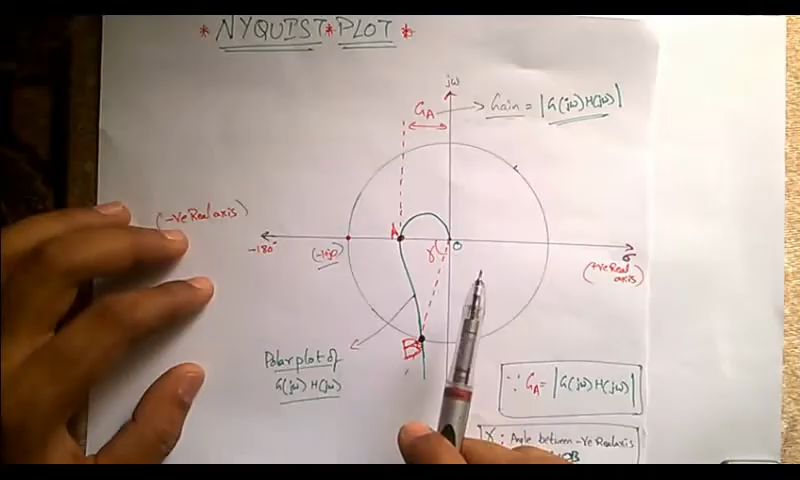 * NYQUIST * PLOT *
jω
GA → Gain = |G(jω)H(jω)|
(-ve Real axis)
A
O
γ
-180°
(-1,j0)
σ
(+ve Real
axis)
B
Polar plot of
G(jω) H(jω)
∵ GA = |G(jω)H(jω)|
γ : Angle between -ve Real axis
OB